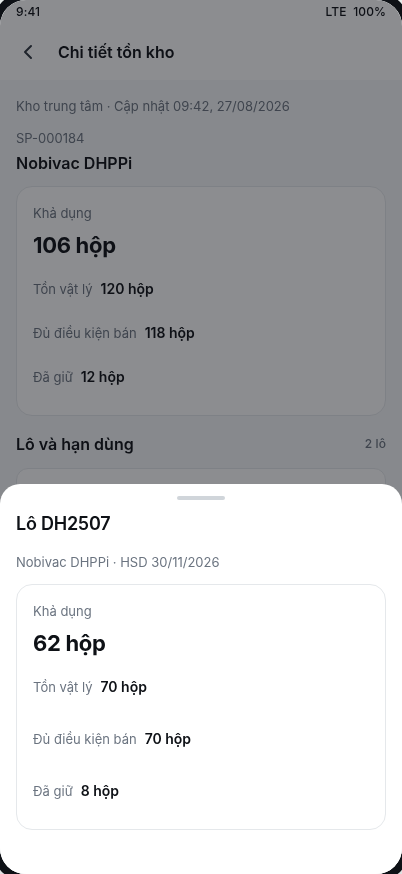 9:41 LTE 100%
Chi tiết tồn kho
Kho trung tâm · Cập nhật 09:42, 27/08/2026
SP-000184
Nobivac DHPPi
Khả dụng
106 hộp
Tồn vật lý 120 hộp
Đủ điều kiện bán 118 hộp
Đã giữ 12 hộp
Lô và hạn dùng 2 lô
Lô DH2507
Nobivac DHPPi · HSD 30/11/2026
Khả dụng
62 hộp
Tồn vật lý 70 hộp
Đủ điều kiện bán 70 hộp
Đã giữ 8 hộp